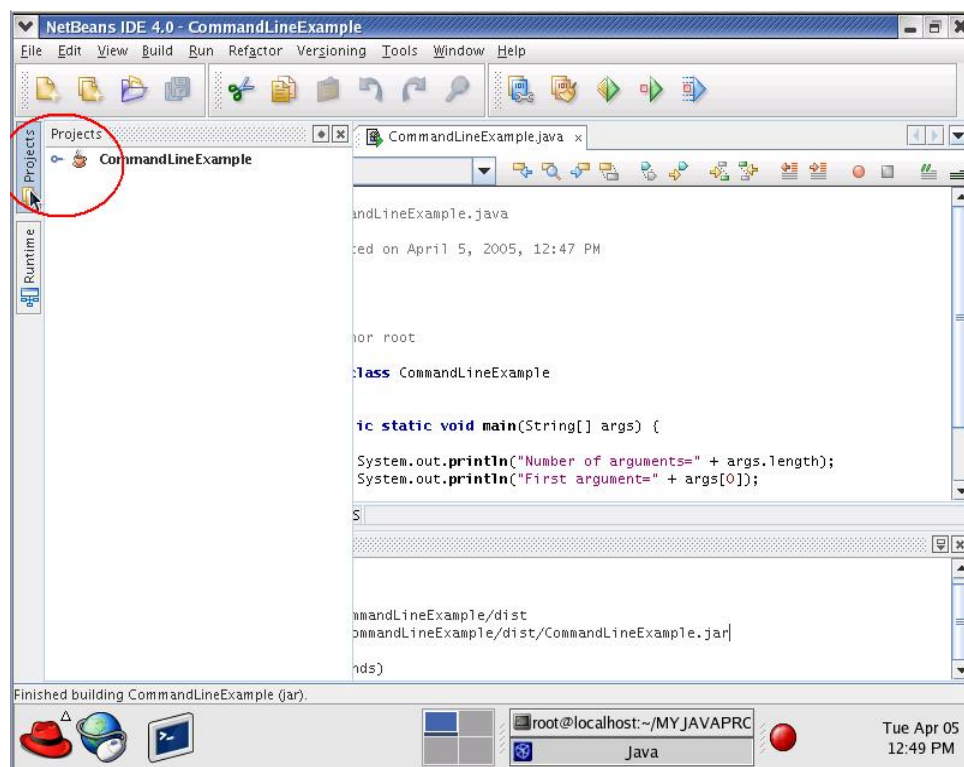 NetBeans IDE 4.0 - CommandLineExample
File Edit View Build Run Refactor Versioning Tools Window Help
Projects
Runtime
Projects
CommandLineExample
CommandLineExample.java
andLineExample.java
ted on April 5, 2005, 12:47 PM
hor root
class CommandLineExample
ic static void main(String[] args) {
System.out.println("Number of arguments=" + args.length);
System.out.println("First argument=" + args[0]);
S
mmandLineExample/dist
ommandLineExample/dist/CommandLineExample.jar
nds)
Finished building CommandLineExample (jar).
root@localhost:~/MYJAVAPRC
Java
Tue Apr 05
12:49 PM